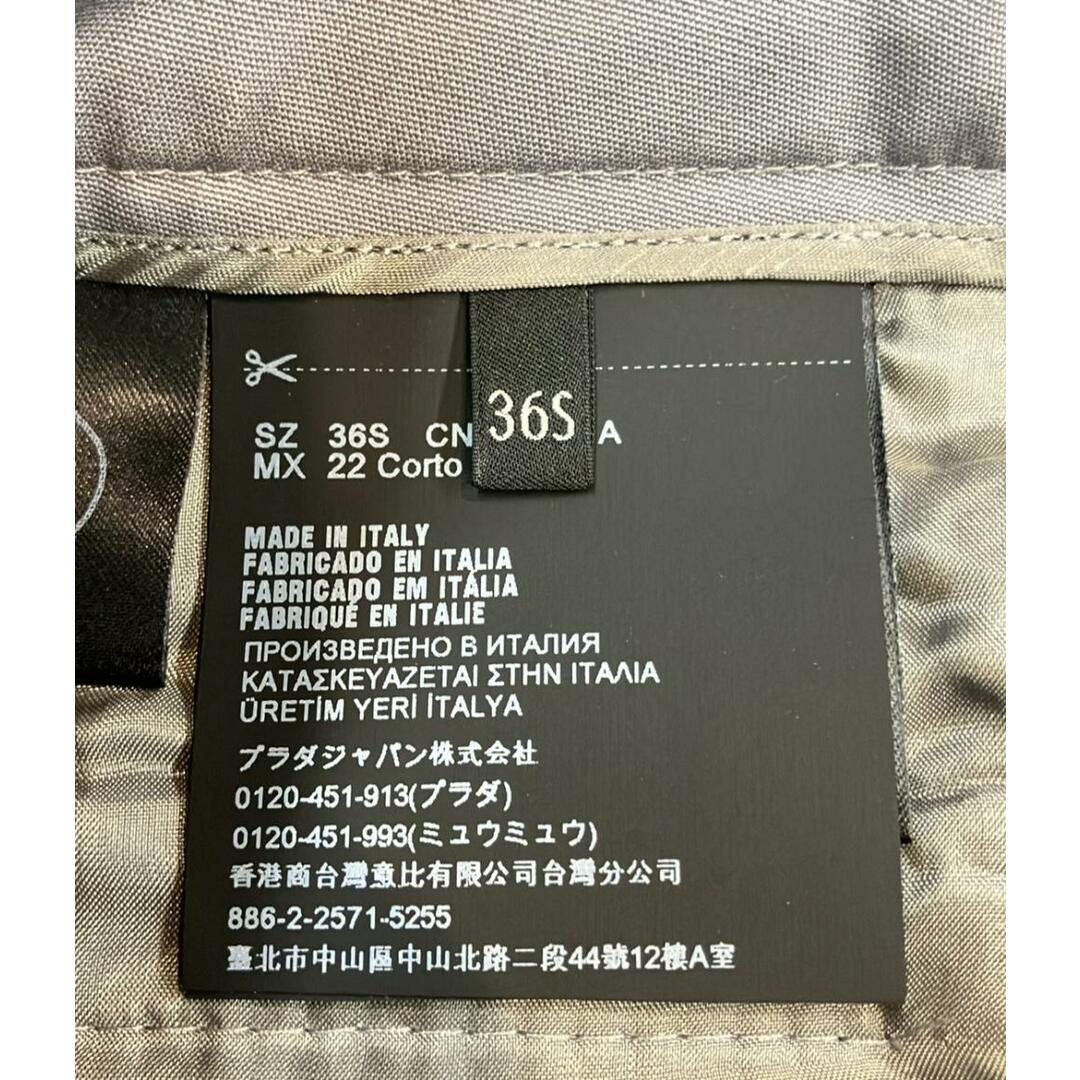 36S
SZ 36S CN A
MX 22 Corto
MADE IN ITALY
FABRICADO EN ITALIA
FABRICADO EM ITÁLIA
FABRIQUÉ EN ITALIE
ПРОИЗВЕДЕНО В ИТАЛИЯ
ΚΑΤΑΣΚΕΥΑΖΕΤΑΙ ΣΤΗΝ ΙΤΑΛΙΑ
ÜRETİM YERİ İTALYA
プラダジャパン株式会社
0120-451-913(プラダ)
0120-451-993(ミュウミュウ)
香港商台灣意比有限公司台灣分公司
886-2-2571-5255
臺北市中山區中山北路二段44號12樓A室